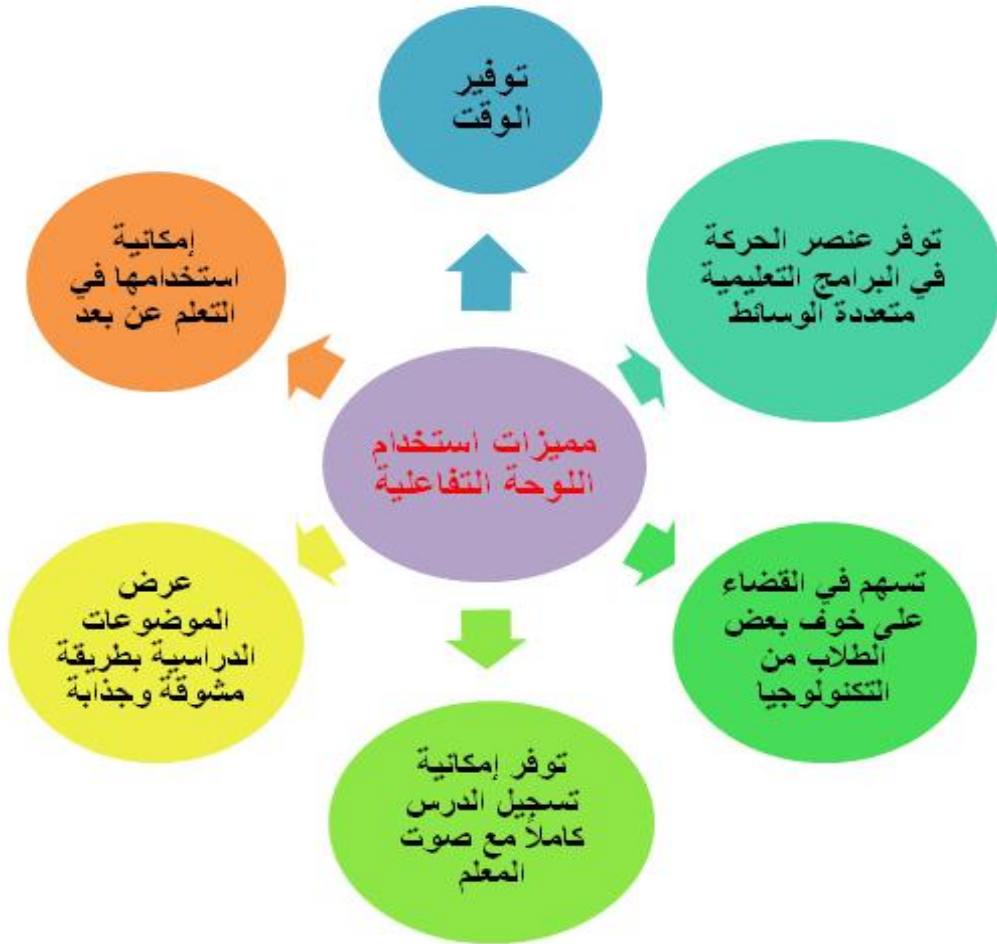 توفير
الوقت
توفر عنصر الحركة
في البرامج التعليمية
متعددة الوسائط
تسهم في القضاء
على خوف بعض
الطلاب من
التكنولوجيا
توفر إمكانية
تسجيل الدرس
كاملاً مع صوت
المعلم
عرض
الموضوعات
الدراسية بطريقة
مشوقة وجذابة
إمكانية
استخدامها في
التعلم عن بعد
مميزات استخدام
اللوحة التفاعلية